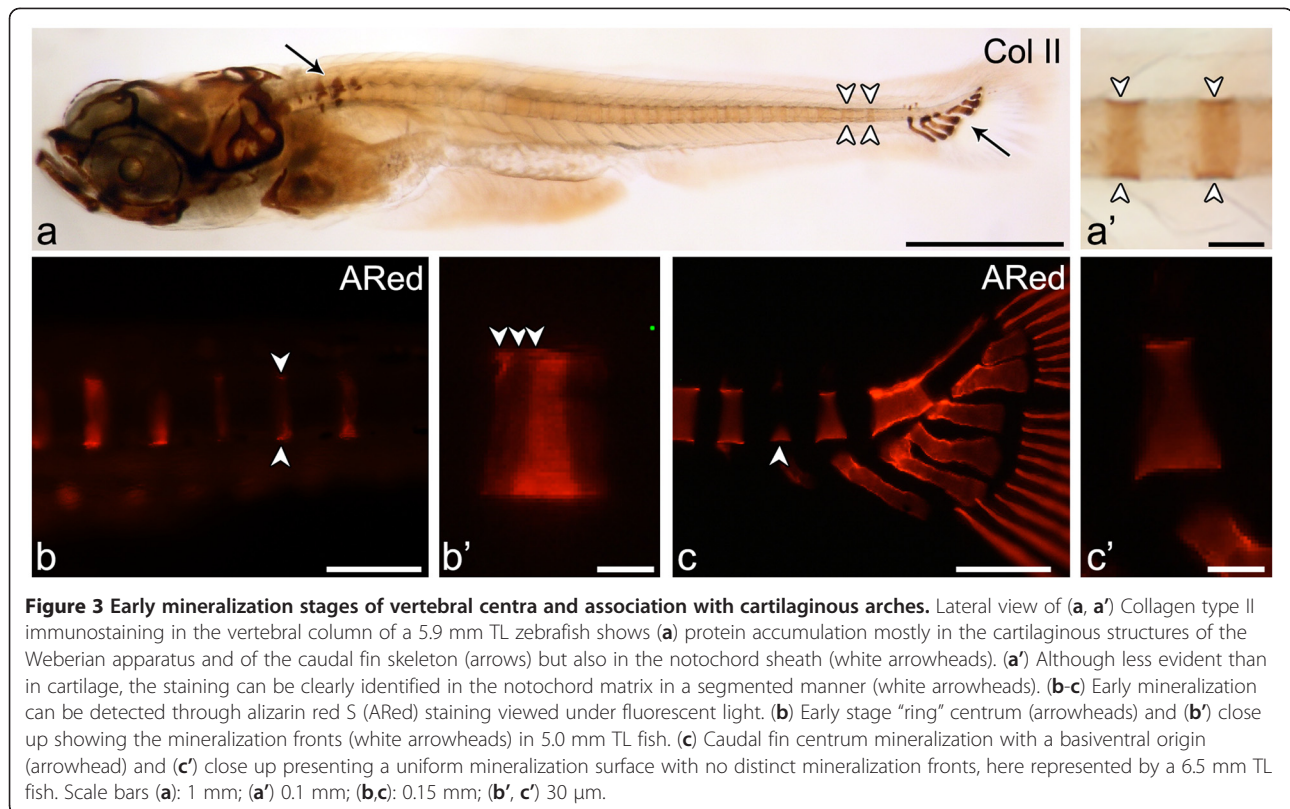 Col II
a
a'
ARed
b
b'
ARed
c
c'
Figure 3 Early mineralization stages of vertebral centra and association with cartilaginous arches. Lateral view of (a, a') Collagen type II
immunostaining in the vertebral column of a 5.9 mm TL zebrafish shows (a) protein accumulation mostly in the cartilaginous structures of the
Weberian apparatus and of the caudal fin skeleton (arrows) but also in the notochord sheath (white arrowheads). (a') Although less evident than
in cartilage, the staining can be clearly identified in the notochord matrix in a segmented manner (white arrowheads). (b-c) Early mineralization
can be detected through alizarin red S (ARed) staining viewed under fluorescent light. (b) Early stage “ring” centrum (arrowheads) and (b') close
up showing the mineralization fronts (white arrowheads) in 5.0 mm TL fish. (c) Caudal fin centrum mineralization with a basiventral origin
(arrowhead) and (c') close up presenting a uniform mineralization surface with no distinct mineralization fronts, here represented by a 6.5 mm TL
fish. Scale bars (a): 1 mm; (a') 0.1 mm; (b,c): 0.15 mm; (b', c') 30 μm.